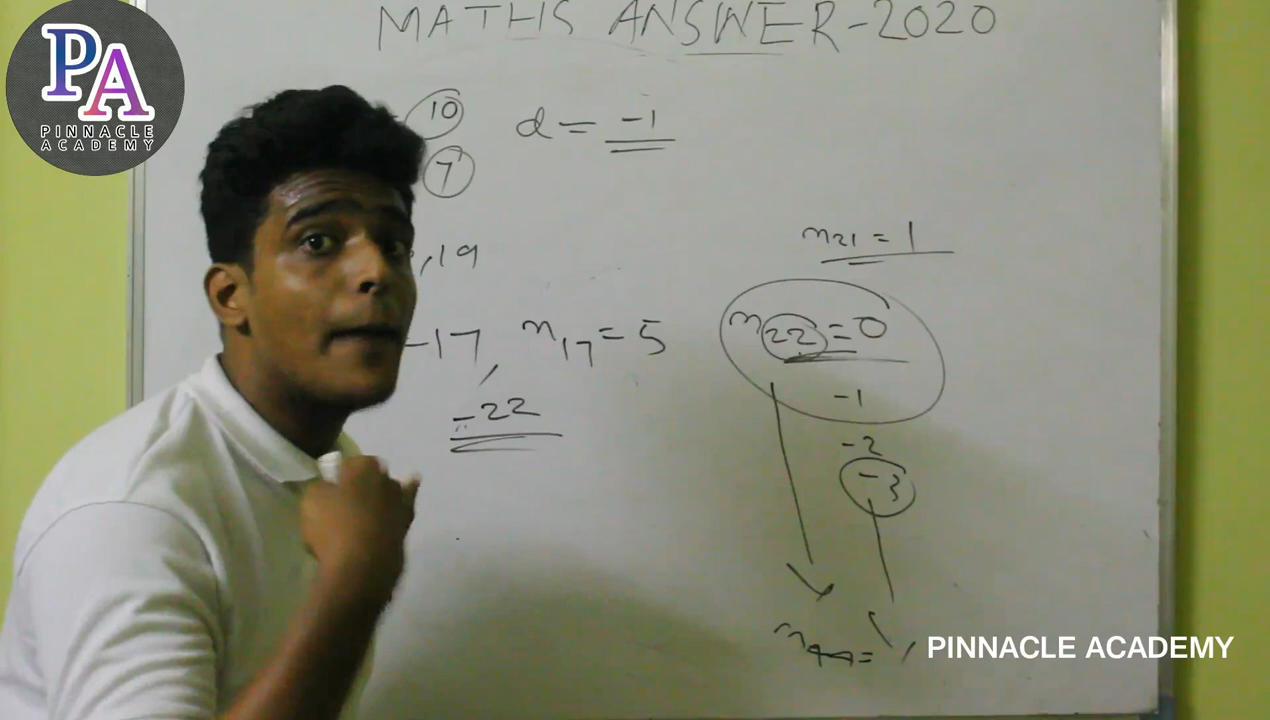 MATHS ANSWER-2020
PA
PINNACLE
ACADEMY
10 d = -1
7
n21 = 1
,19
-17, n17 = 5
n22 = 0
-1
-22
-2
-3
PINNACLE ACADEMY